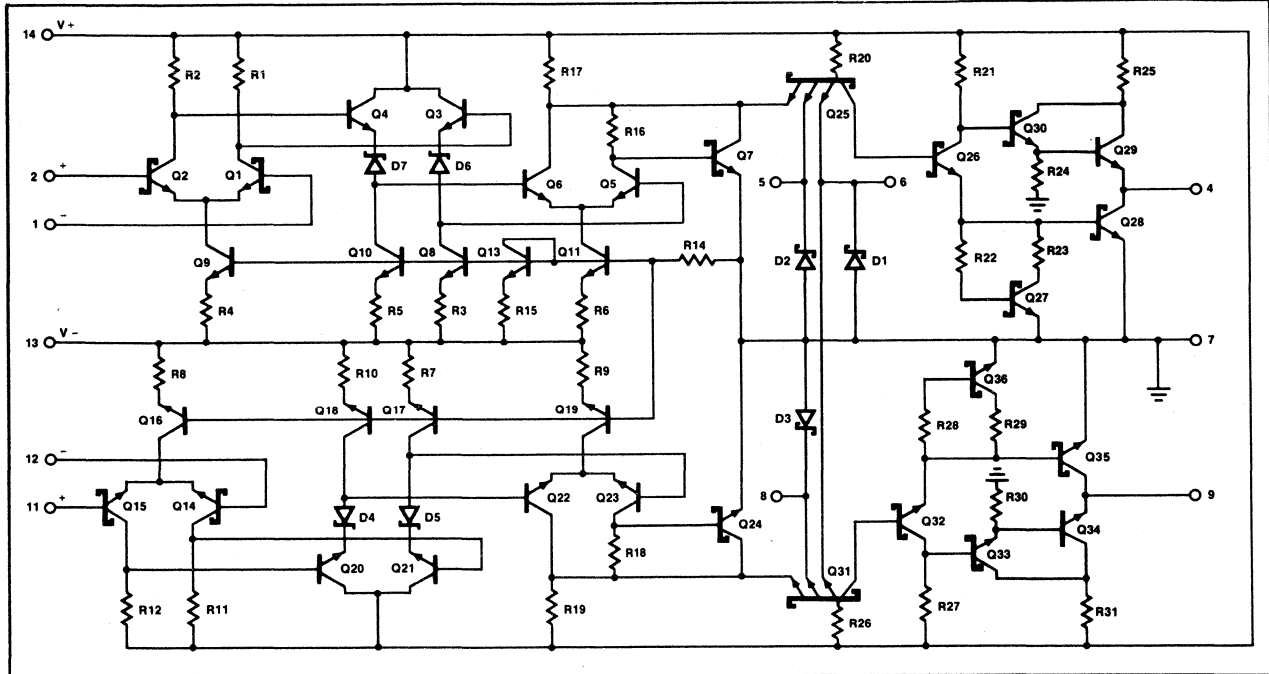 14 V+
R2 R1 R17 R20 R21 R25
Q4 Q3 R16 Q7 Q25 Q30
D7 D6 Q26 R24 Q29
2 + Q2 Q1 Q6 Q5 5 6 4
1 − Q28
Q9 Q10 Q8 Q13 Q11 R14 D2 D1 R22 R23
R4 R5 R3 R15 R6 Q27
13 V− 7
R8 R10 R7 R9 Q36
Q16 Q18 Q17 Q19 D3 R28 R29
12 − Q35
11 + Q15 Q14 D4 D5 Q22 Q23 Q24 8 R30 9
Q32 Q34
Q20 Q21 R18 Q31 Q33
R12 R11 R19 R26 R27 R31